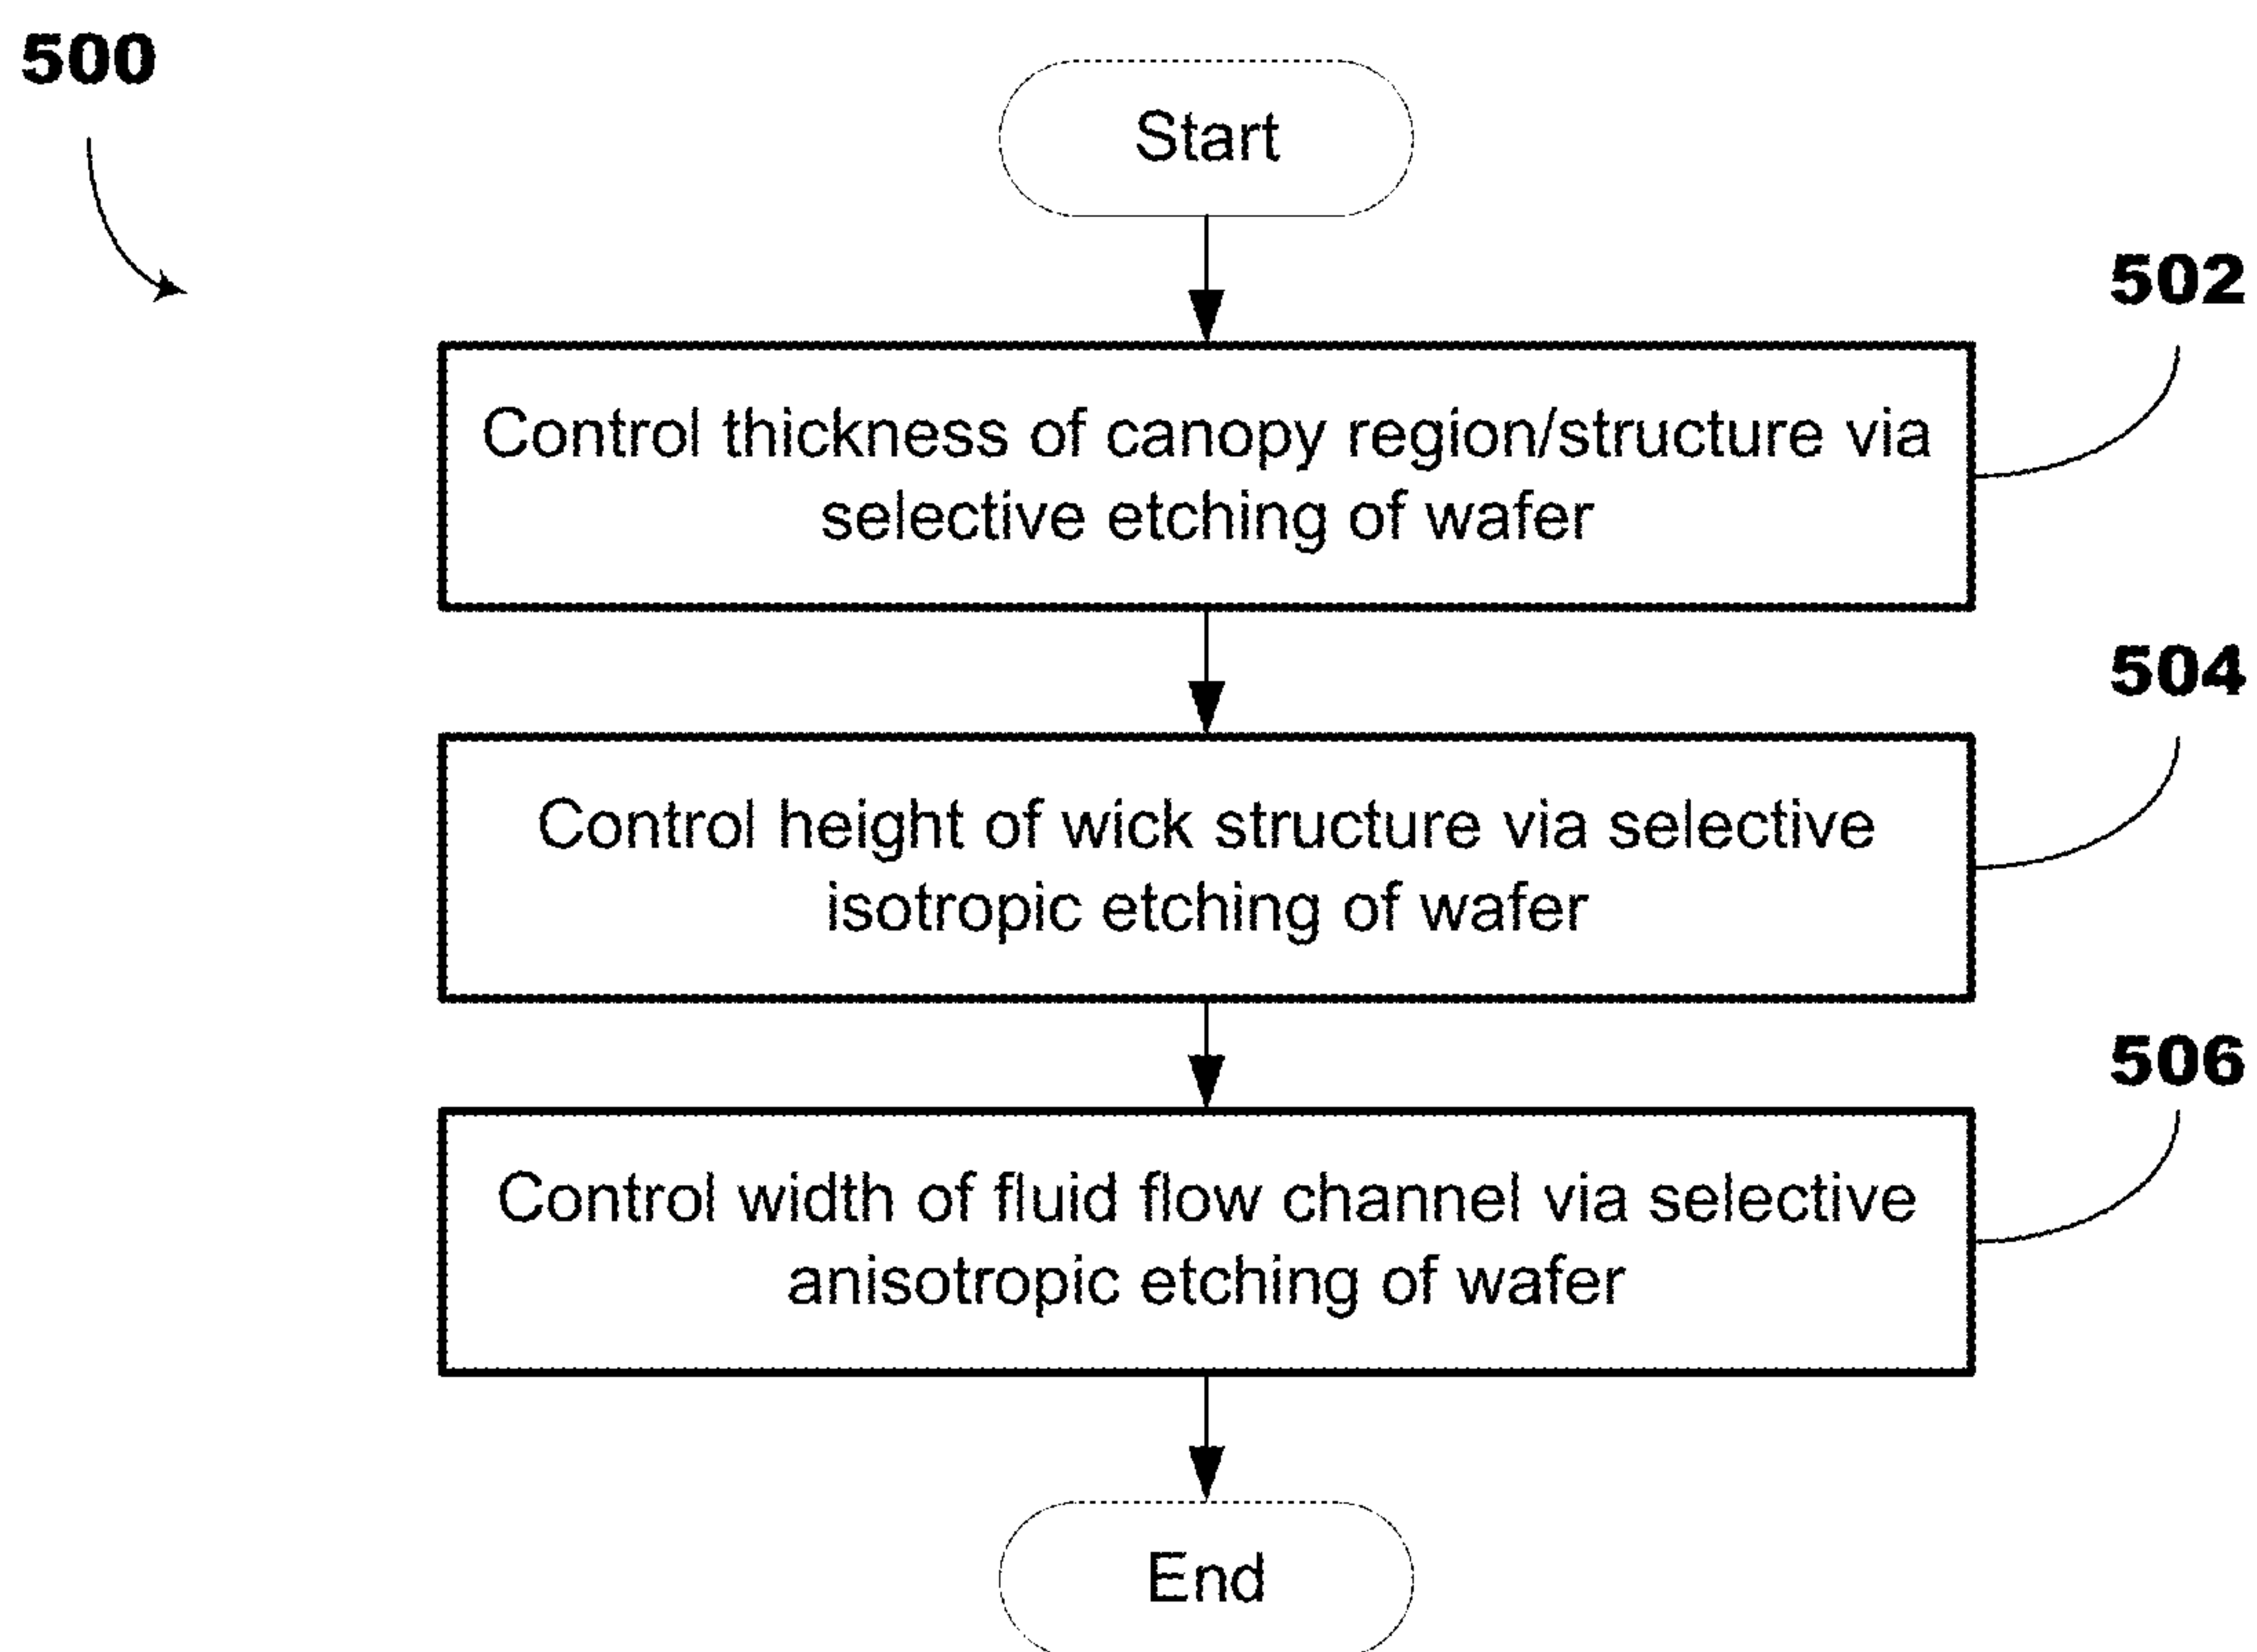 500
Start
502
Control thickness of canopy region/structure via
selective etching of wafer
504
Control height of wick structure via selective
isotropic etching of wafer
506
Control width of fluid flow channel via selective
anisotropic etching of wafer
End